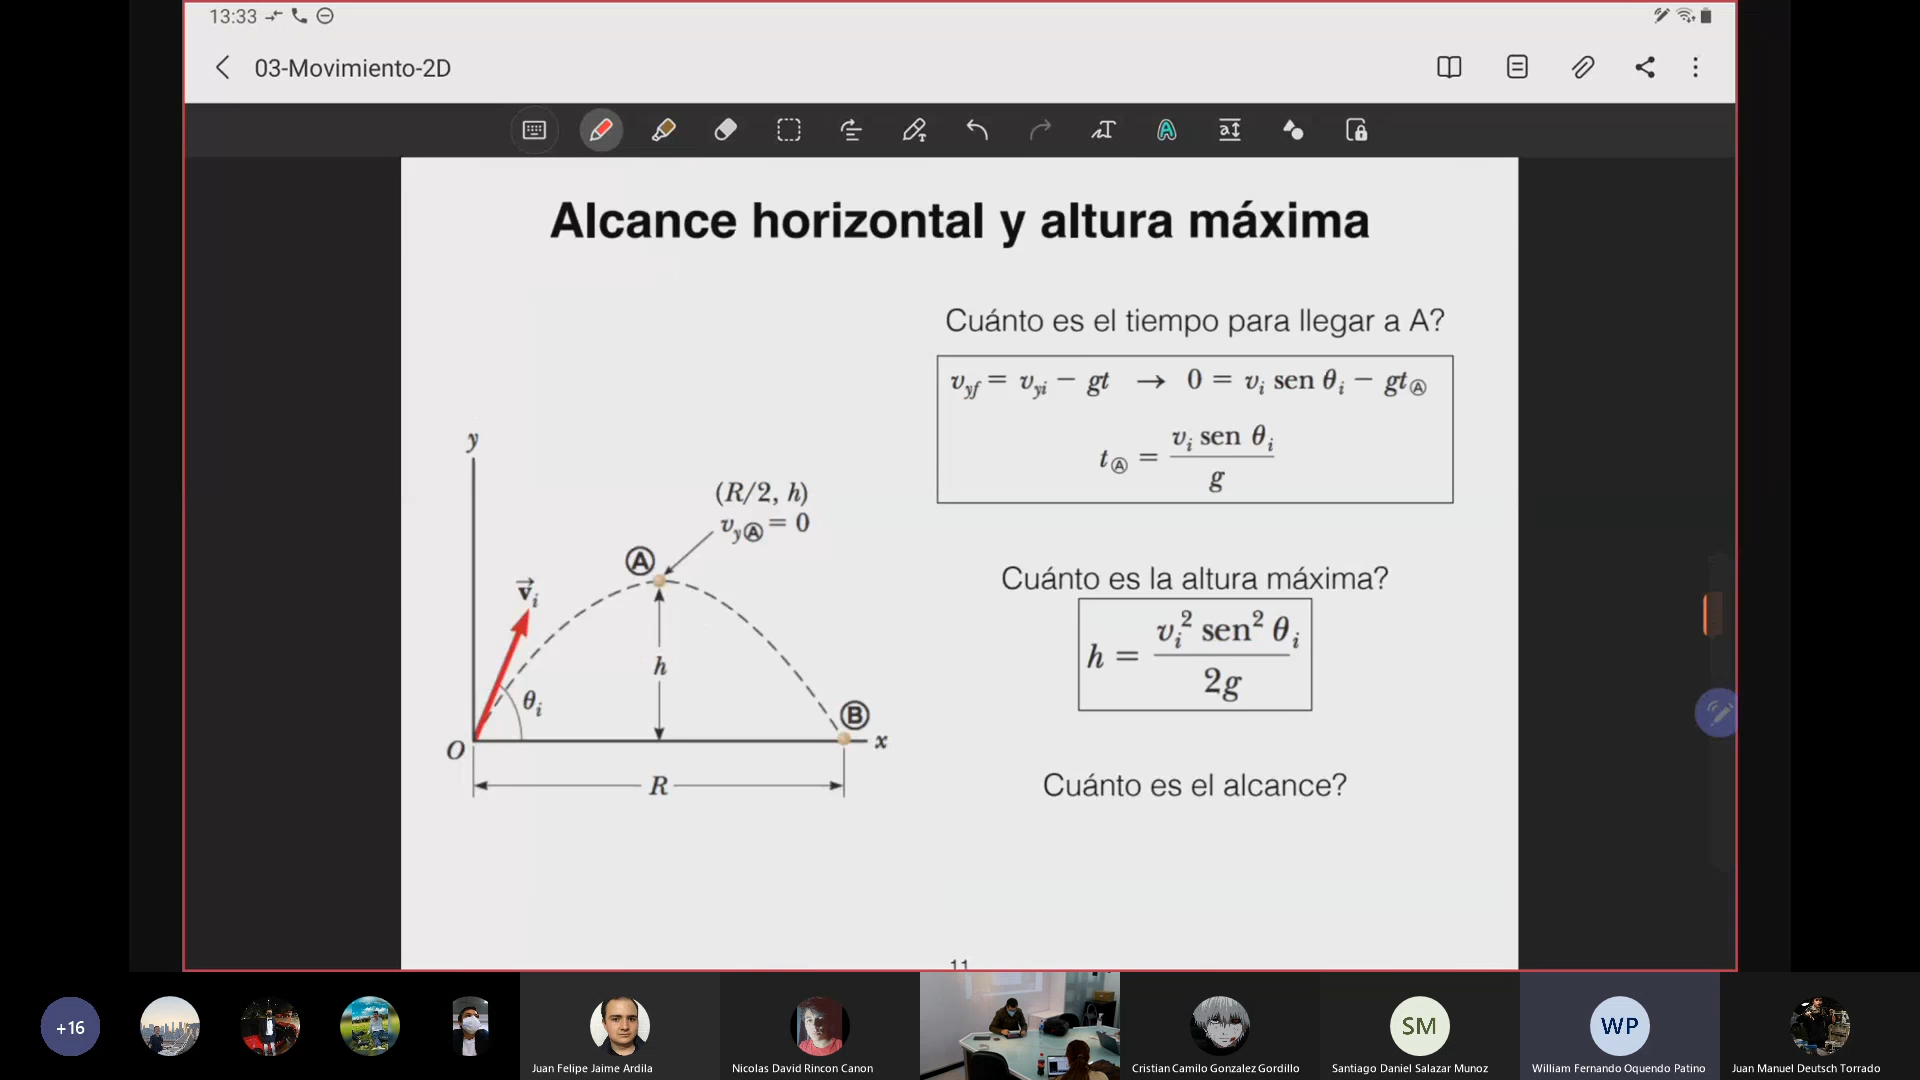 13:33
03-Movimiento-2D
Alcance horizontal y altura máxima
Cuánto es el tiempo para llegar a A?
v_yf = v_yi − gt → 0 = v_i sen θ_i − gt_Ⓐ
t_Ⓐ = v_i sen θ_i / g
Cuánto es la altura máxima?
h = v_i² sen² θ_i / 2g
Cuánto es el alcance?
y
(R/2, h)
v_yⒶ = 0
Ⓐ
v⃗_i
h
θ_i
Ⓑ
O
x
R
11
+16
Juan Felipe Jaime Ardila
Nicolas David Rincon Canon
Cristian Camilo Gonzalez Gordillo
SM
Santiago Daniel Salazar Munoz
WP
William Fernando Oquendo Patino
Juan Manuel Deutsch Torrado